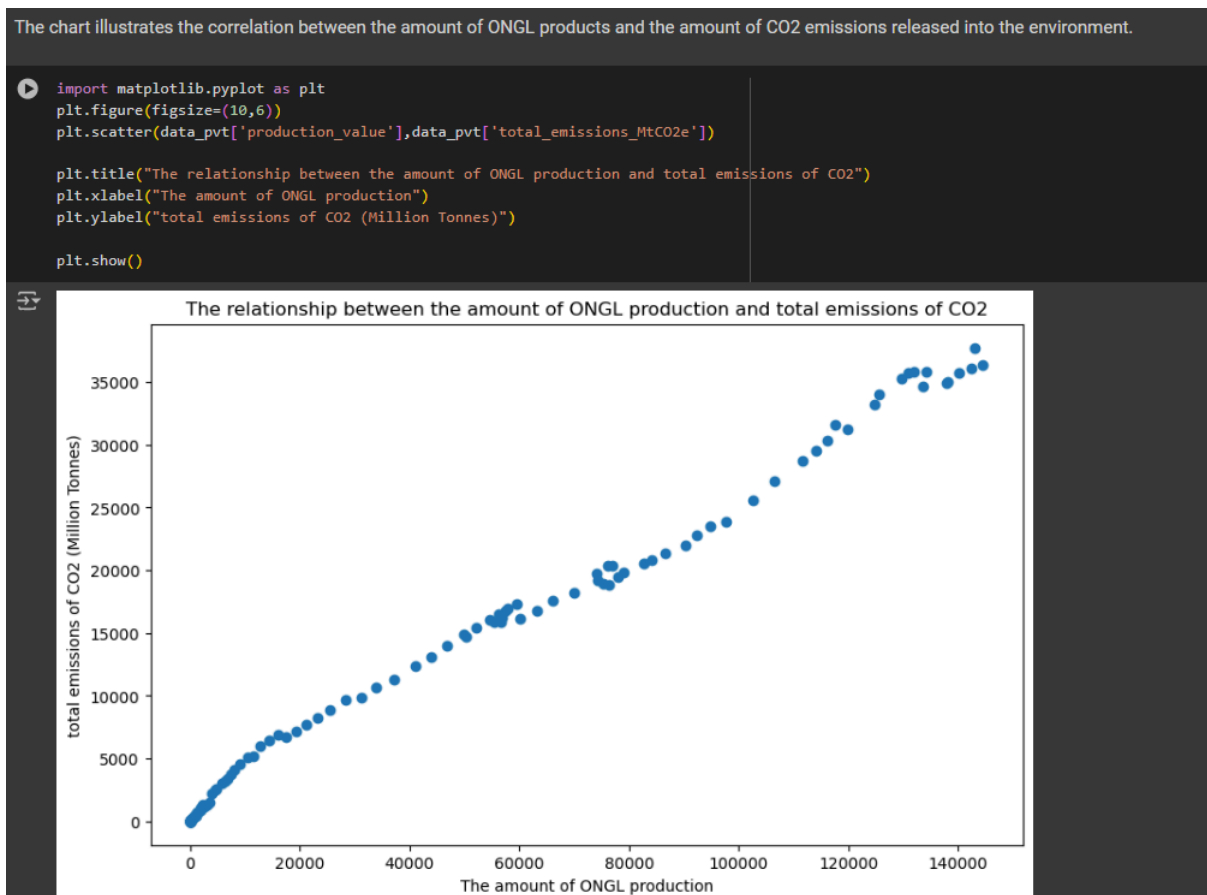 The chart illustrates the correlation between the amount of ONGL products and the amount of CO2 emissions released into the environment.
import matplotlib.pyplot as plt
plt.figure(figsize=(10,6))
plt.scatter(data_pvt['production_value'],data_pvt['total_emissions_MtCO2e'])
plt.title("The relationship between the amount of ONGL production and total emissions of CO2")
plt.xlabel("The amount of ONGL production")
plt.ylabel("total emissions of CO2 (Million Tonnes)")
plt.show()
The relationship between the amount of ONGL production and total emissions of CO2
total emissions of CO2 (Million Tonnes)
35000
30000
25000
20000
15000
10000
5000
0
0 20000 40000 60000 80000 100000 120000 140000
The amount of ONGL production